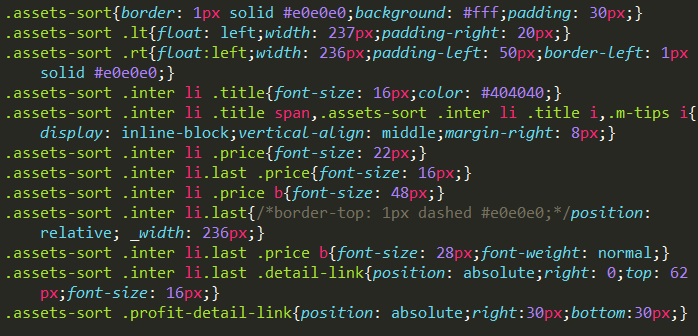 .assets-sort{border: 1px solid #e0e0e0;background: #fff;padding: 30px;}
.assets-sort .lt{float: left;width: 237px;padding-right: 20px;}
.assets-sort .rt{float:left;width: 236px;padding-left: 50px;border-left: 1px
solid #e0e0e0;}
.assets-sort .inter li .title{font-size: 16px;color: #404040;}
.assets-sort .inter li .title span,.assets-sort .inter li .title i,.m-tips i{
display: inline-block;vertical-align: middle;margin-right: 8px;}
.assets-sort .inter li .price{font-size: 22px;}
.assets-sort .inter li.last .price{font-size: 16px;}
.assets-sort .inter li .price b{font-size: 48px;}
.assets-sort .inter li.last{/*border-top: 1px dashed #e0e0e0;*/position:
relative; _width: 236px;}
.assets-sort .inter li.last .price b{font-size: 28px;font-weight: normal;}
.assets-sort .inter li.last .detail-link{position: absolute;right: 0;top: 62
px;font-size: 16px;}
.assets-sort .profit-detail-link{position: absolute;right:30px;bottom:30px;}